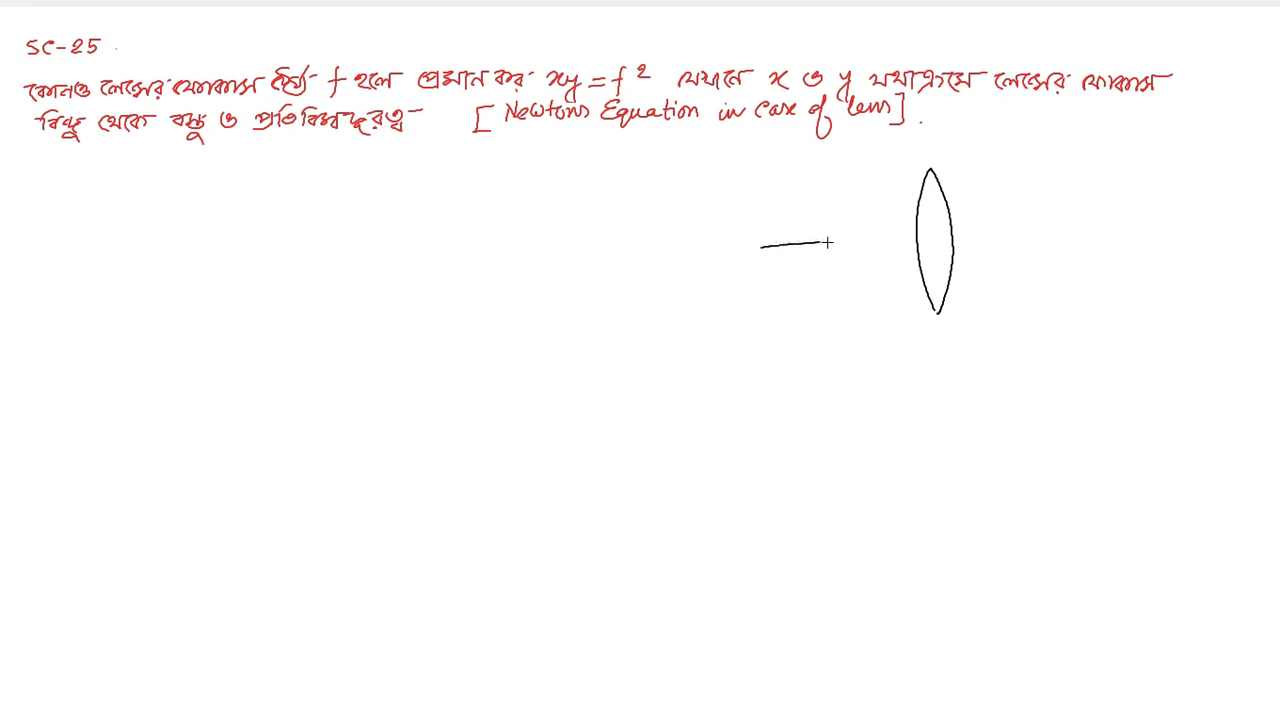 SC-25
কোনও লেন্সের ফোকাস দৈর্ঘ্য f হলে প্রমান কর xy = f² যেখানে x ও y যথাক্রমে লেন্সের ফোকাস
বিন্দু থেকে বস্তু ও প্রতিবিম্ব দূরত্ব [ Newtons Equation in case of lens ] .